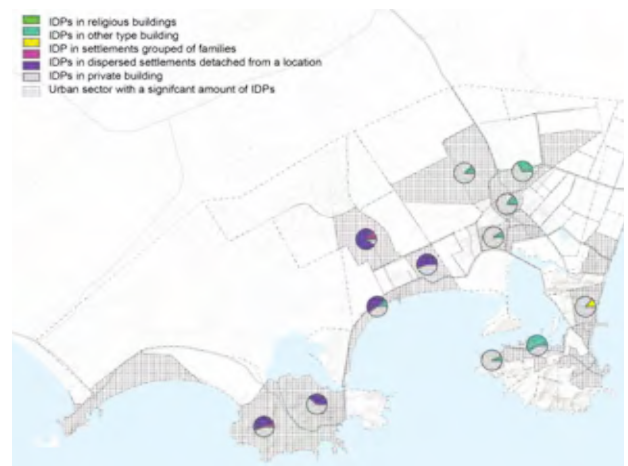 IDPs in religious buildings
IDPs in other type building
IDP in settlements grouped of families
IDPs in dispersed settlements detached from a location
IDPs in private building
Urban sector with a signifcant amount of IDPs